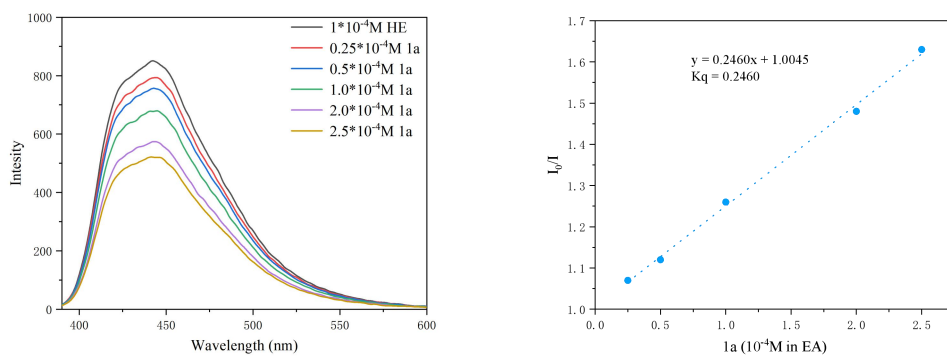 1000
800
600
400
200
0
400
450
500
550
600
Intesity
Wavelength (nm)
1*10⁻⁴M HE
0.25*10⁻⁴M 1a
0.5*10⁻⁴M 1a
1.0*10⁻⁴M 1a
2.0*10⁻⁴M 1a
2.5*10⁻⁴M 1a
1.7
1.6
1.5
1.4
1.3
1.2
1.1
1.0
0.0
0.5
1.0
1.5
2.0
2.5
I₀/I
1a (10⁻⁴M in EA)
y = 0.2460x + 1.0045
Kq = 0.2460